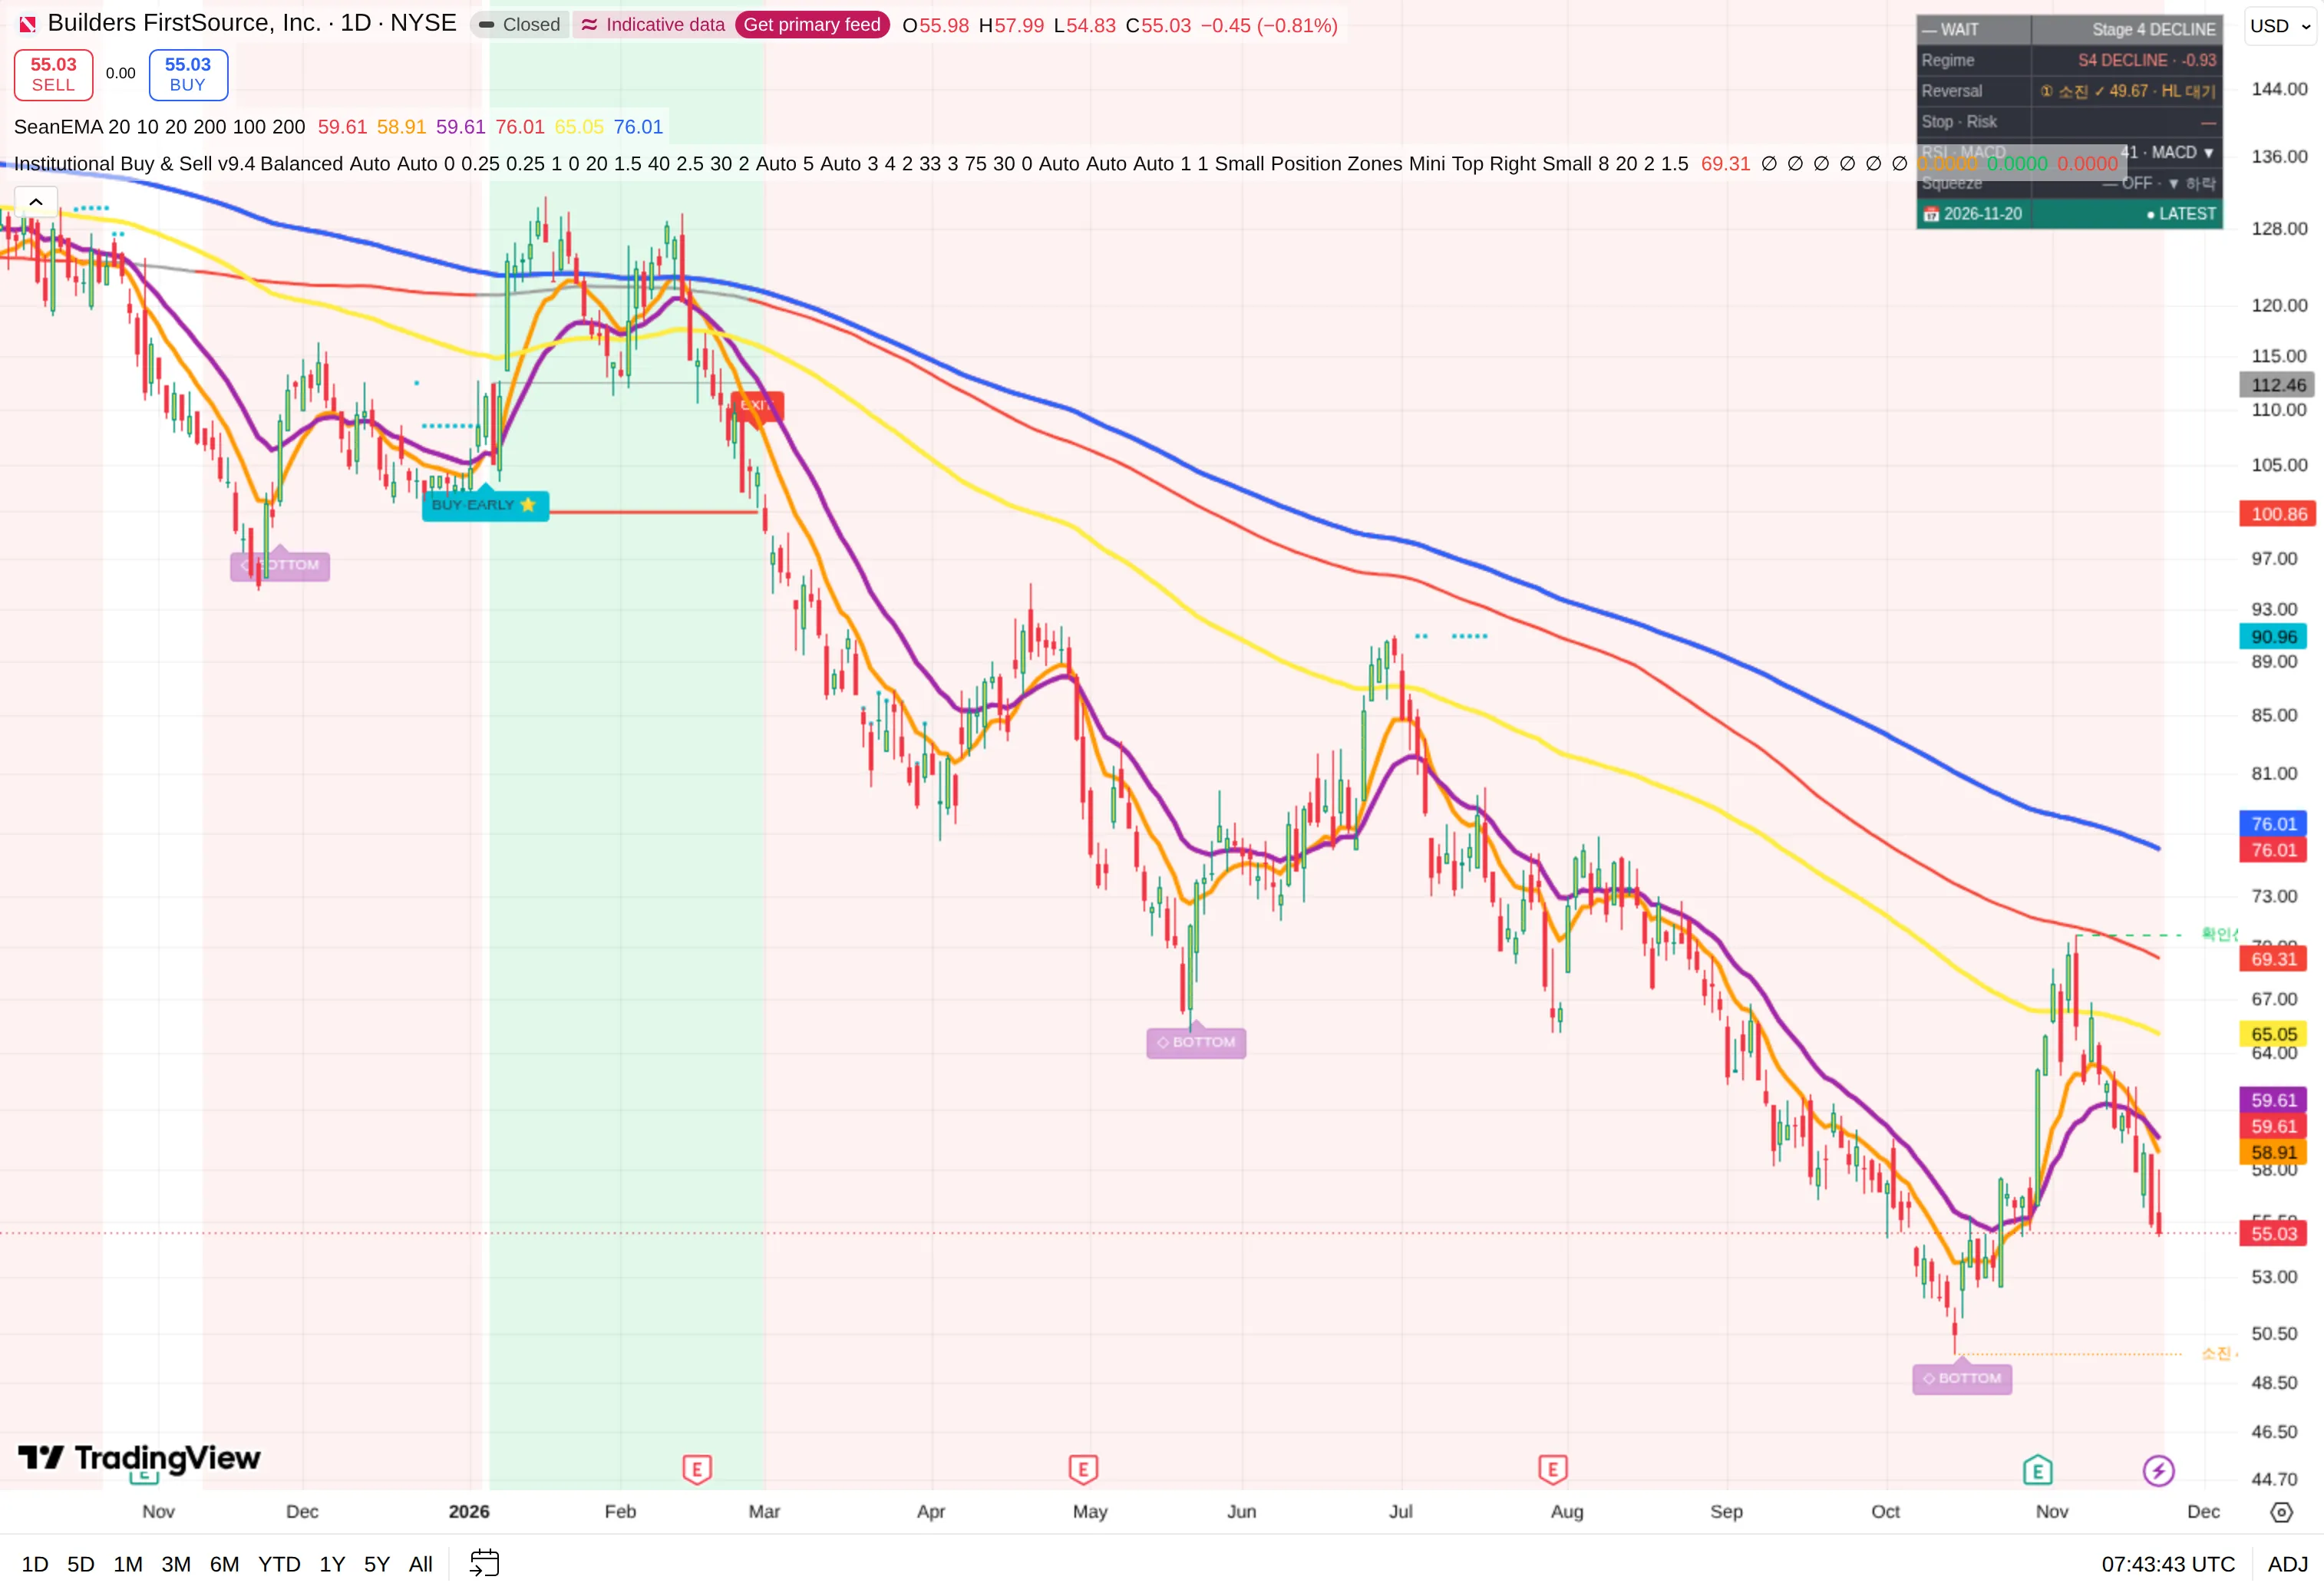 Builders FirstSource, Inc. · 1D · NYSE Closed Indicative data Get primary feed O55.98 H57.99 L54.83 C55.03 −0.45 (−0.81%)
USD
55.03 SELL
0.00
55.03 BUY
SeanEMA 20 10 20 200 100 200 59.61 58.91 59.61 76.01 65.05 76.01
Institutional Buy & Sell v9.4 Balanced Auto Auto 0 0.25 0.25 1 0 20 1.5 40 2.5 30 2 Auto 5 Auto 3 4 2 33 3 75 30 0 Auto Auto Auto 1 1 Small Position Zones Mini Top Right Small 8 20 2 1.5 69.31 ∅ ∅ ∅ ∅ ∅ ∅ 0.0000 0.0000 0.0000
— WAIT Stage 4 DECLINE
Regime S4 DECLINE · -0.93
Reversal ① 소진 ✓ 49.67 · HL 대기
Stop · Risk —
RSI · MACD 41 · MACD ▼
Squeeze — OFF · ▼ 하락
📅 2026-11-20 ● LATEST
144.00
136.00
128.00
120.00
115.00
112.46
110.00
105.00
100.86
97.00
93.00
90.96
89.00
85.00
81.00
76.01
76.01
73.00
69.31
67.00
65.05
64.00
59.61
59.61
58.91
58.00
55.03
53.00
50.50
48.50
46.50
44.70
EXIT
BUY EARLY ⭐
◇ BOTTOM
◇ BOTTOM
◇ BOTTOM
소진
TradingView
E
E
E
E
E
Nov Dec 2026 Feb Mar Apr May Jun Jul Aug Sep Oct Nov Dec
1D 5D 1M 3M 6M YTD 1Y 5Y All
07:43:43 UTC ADJ